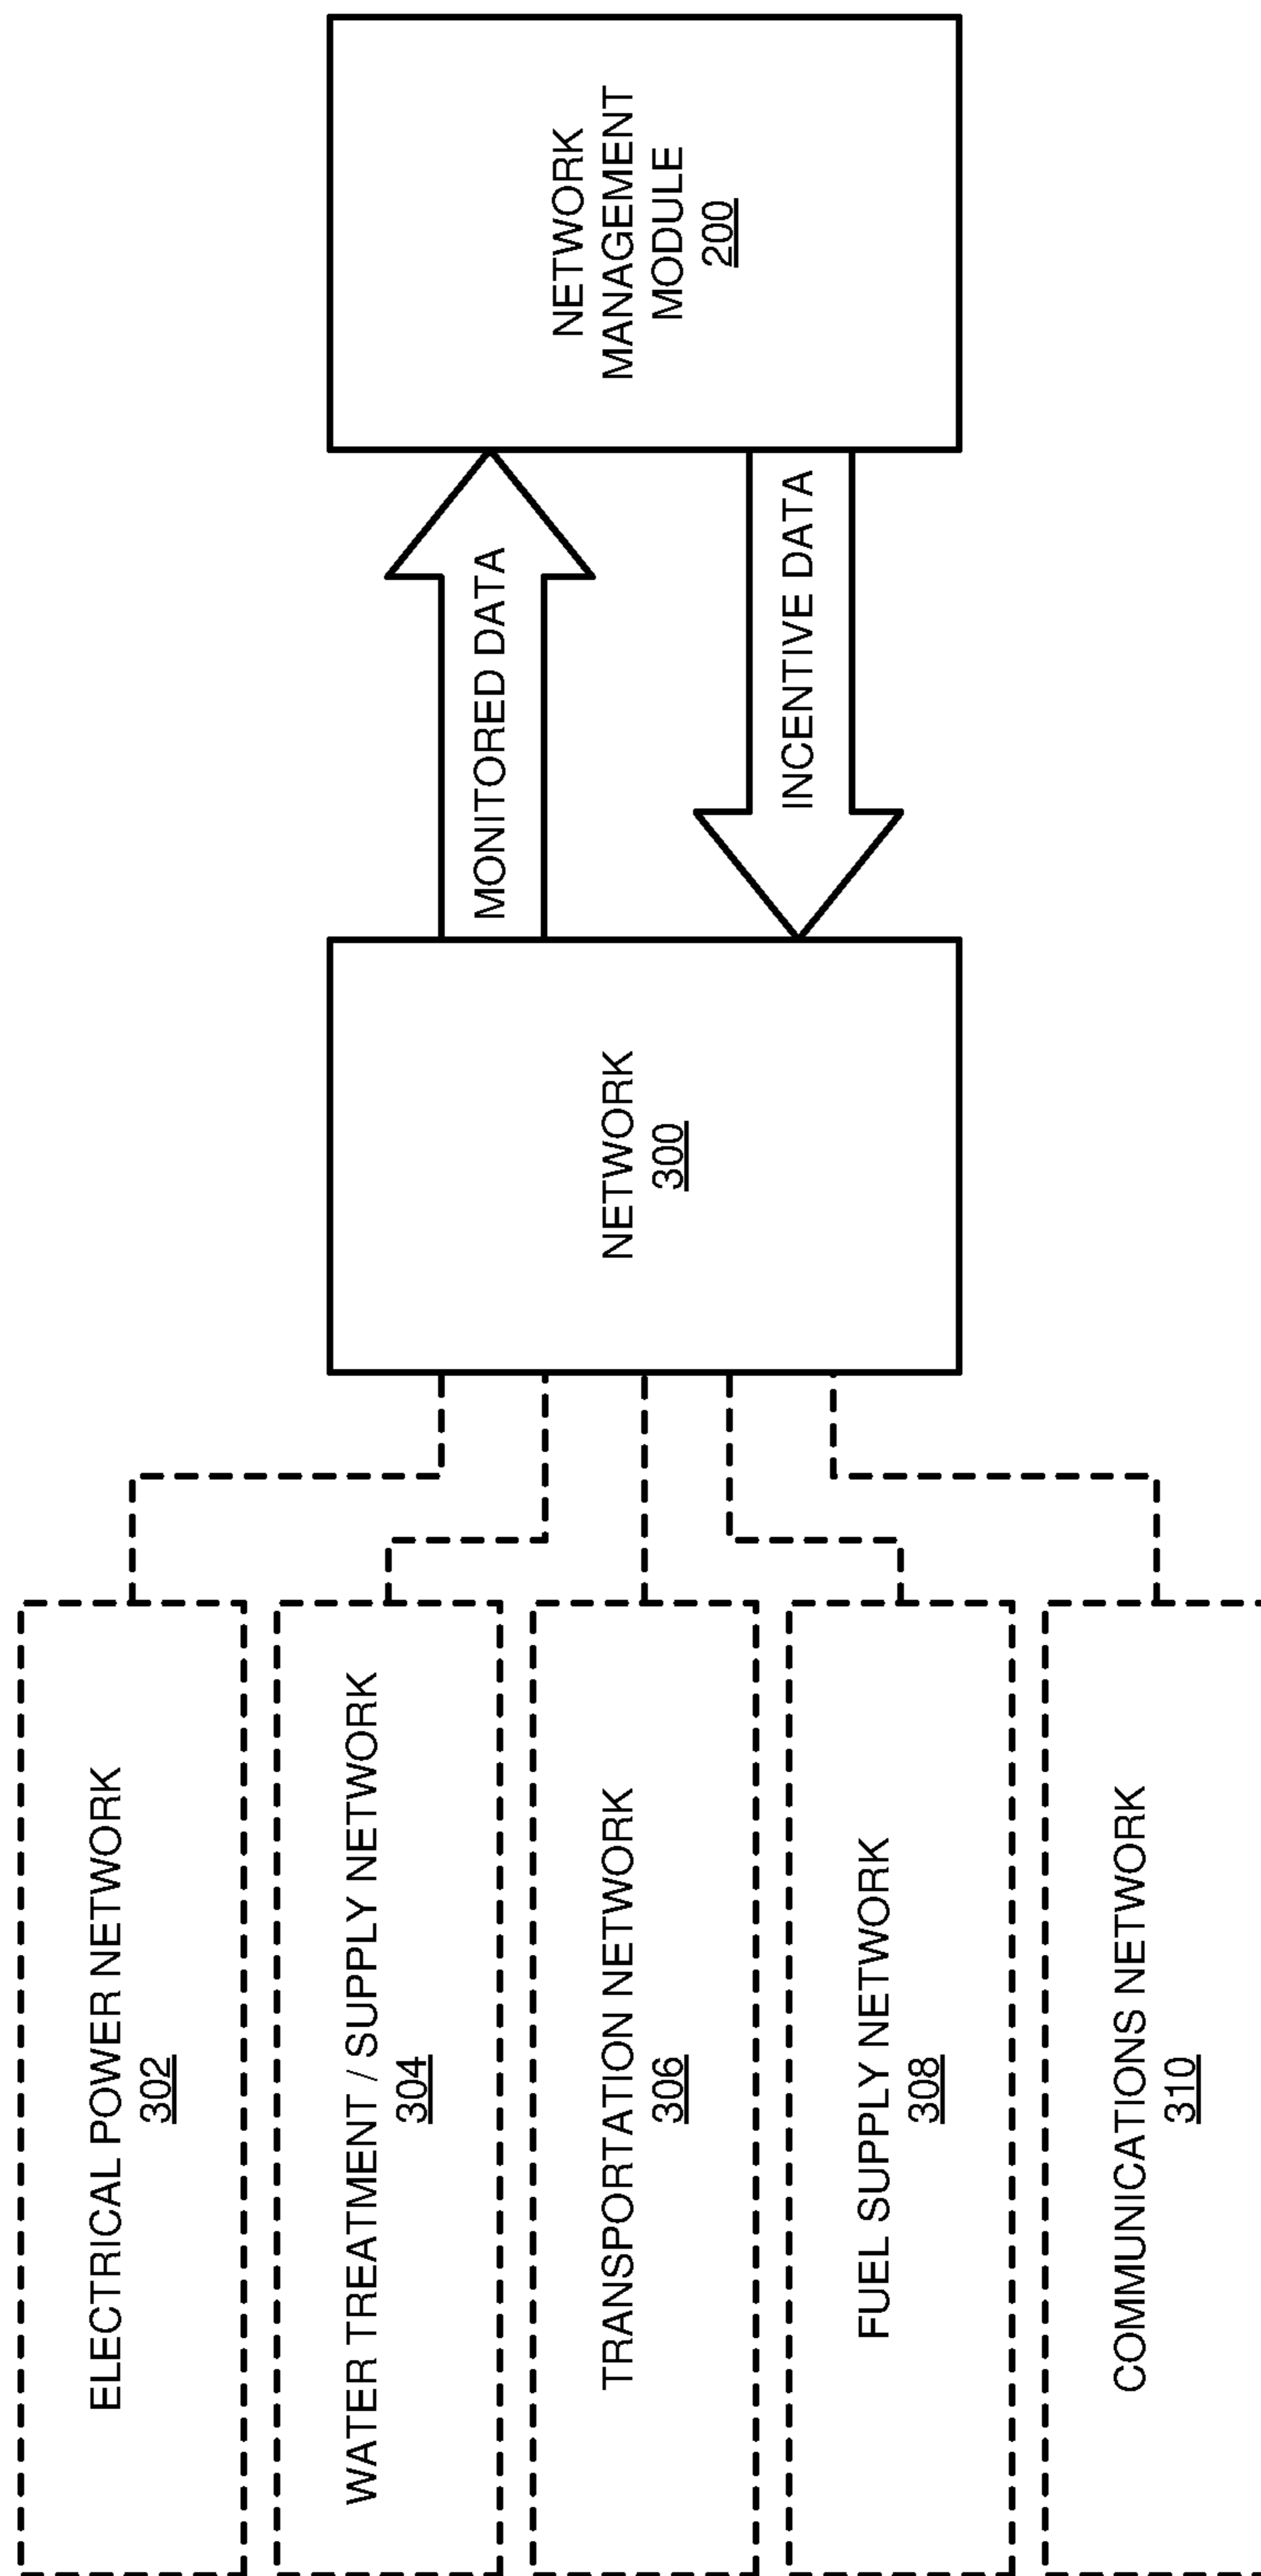 ELECTRICAL POWER NETWORK
302
WATER TREATMENT / SUPPLY NETWORK
304
TRANSPORTATION NETWORK
306
FUEL SUPPLY NETWORK
308
COMMUNICATIONS NETWORK
310
NETWORK
300
MONITORED DATA
INCENTIVE DATA
NETWORK
MANAGEMENT
MODULE
200